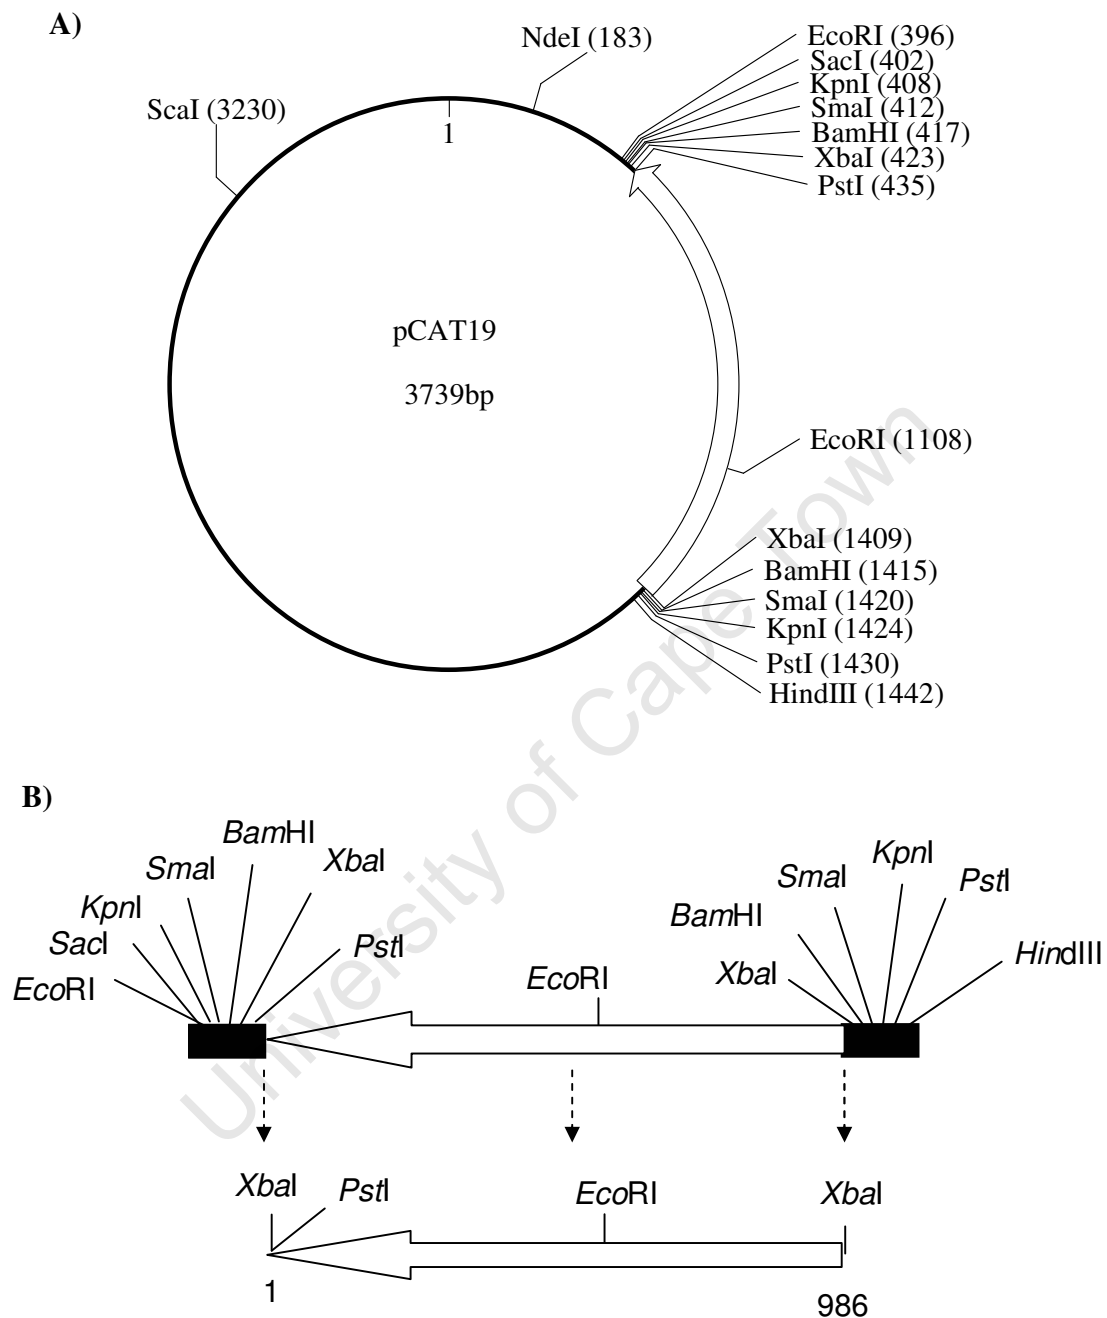 A)
NdeI (183)
EcoRI (396)
SacI (402)
KpnI (408)
SmaI (412)
BamHI (417)
XbaI (423)
PstI (435)
ScaI (3230)
1
pCAT19
3739bp
EcoRI (1108)
XbaI (1409)
BamHI (1415)
SmaI (1420)
KpnI (1424)
PstI (1430)
HindIII (1442)
University of Cape Town
B)
BamHI
SmaI
XbaI
KpnI
SacI
EcoRI
PstI
EcoRI
KpnI
SmaI
PstI
BamHI
XbaI
HindIII
XbaI
PstI
EcoRI
XbaI
1
986